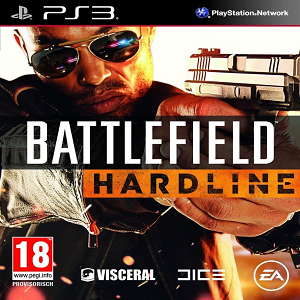 PS3
PlayStation®Network
BATTLEFIELD
HARDLINE
18
www.pegi.info
PROVISORISCH
VISCERAL
DICE
EA